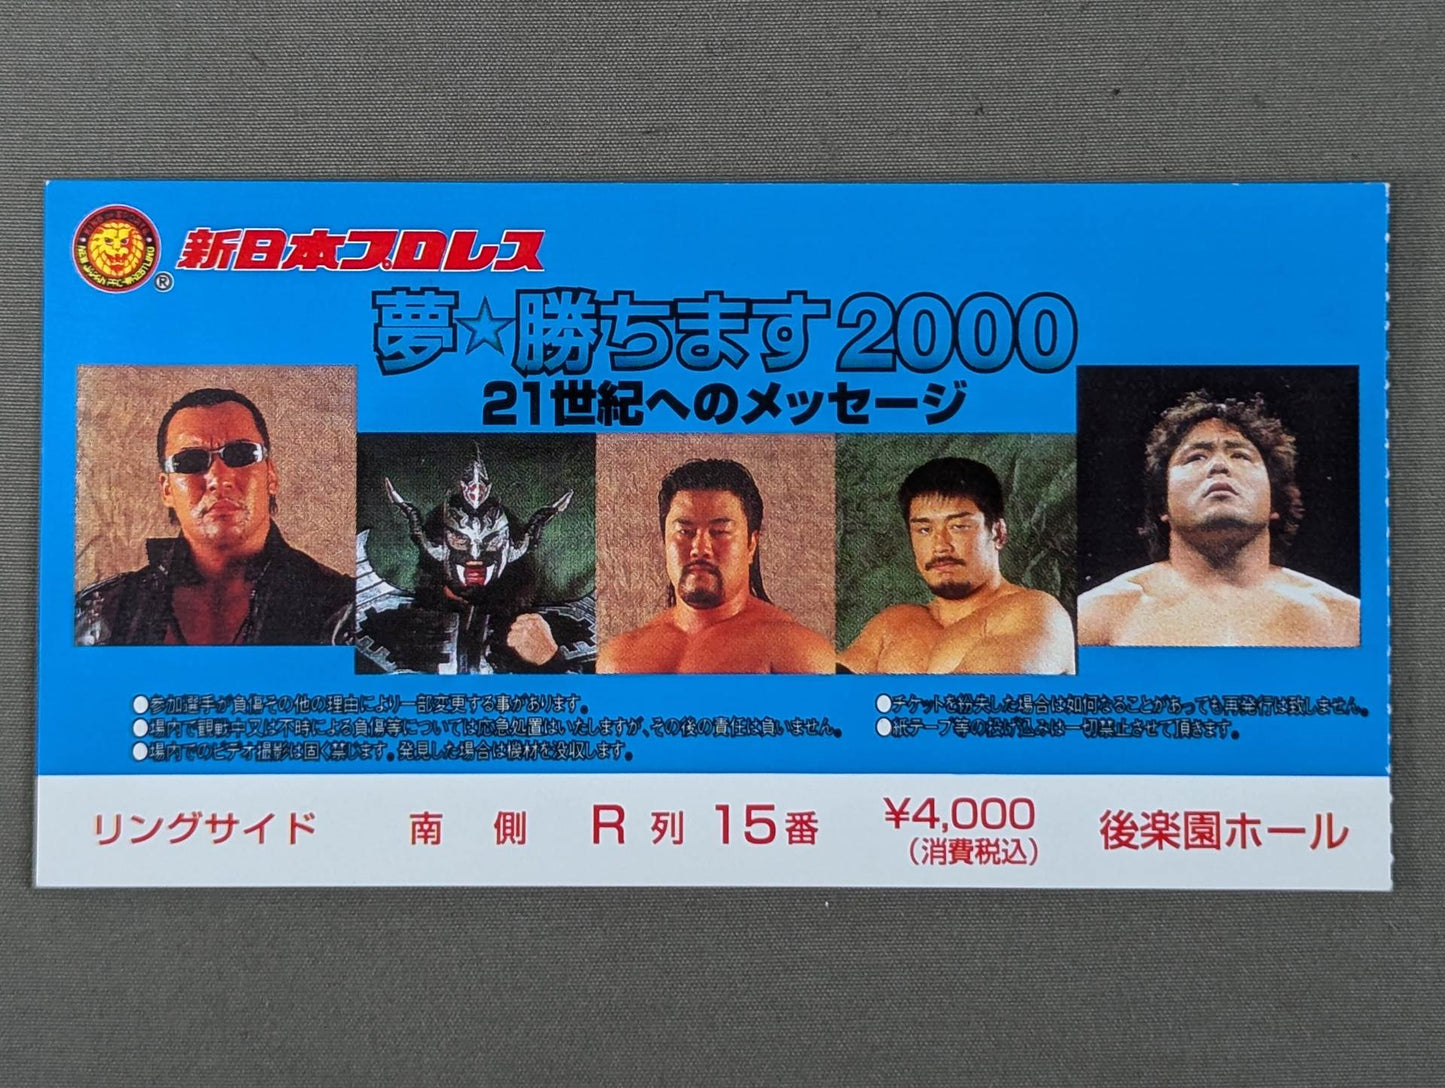 KING OF SPORTS
NEW JAPAN PRO-WRESTLING
®
新日本プロレス
夢★勝ちます2000
21世紀へのメッセージ
●参加選手が負傷その他の理由により一部変更する事があります。
●場内で観戦中又は不時による負傷等については応急処置はいたしますが、その後の責任は負いません。
●場内でのビデオ撮影は固く禁じます。発見した場合は機材を没収します。
●チケットを紛失した場合は如何なることがあっても再発行は致しません。
●紙テープ等の投げ込みは一切禁止させて頂きます。
リングサイド 南側 R列 15番 ¥4,000 (消費税込) 後楽園ホール